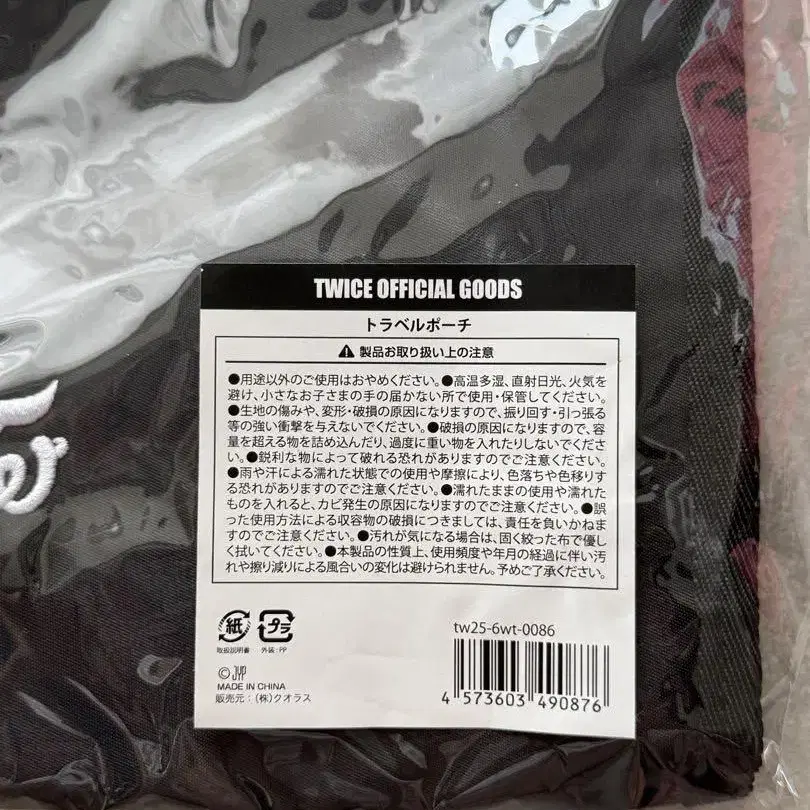 TWICE OFFICIAL GOODS
トラベルポーチ
製品お取り扱い上の注意
●用途以外のご使用はおやめください。●高温多湿、直射日光、火気を
避け、小さなお子さまの手の届かない所で使用・保管してください。
●生地の傷みや、変形・破損の原因になりますので、振り回す・引っ張る
等の強い衝撃を与えないでください。●破損の原因になりますので、容
量を超える物を詰め込んだり、過度に重い物を入れたりしないでくださ
い。●鋭利な物によって破れる恐れがありますのでご注意ください。
●雨や汗による濡れた状態での使用や摩擦により、色落ちや色移りす
る恐れがありますのでご注意ください。●濡れたままの使用や濡れた
ものを入れると、カビ発生の原因になりますのでご注意ください。●誤
った使用方法による収容物の破損につきましては、責任を負いかねま
すのでご注意ください。●汚れが気になる場合は、固く絞った布で優し
く拭いてください。●本製品の性質上、使用頻度や年月の経過に伴い汚
れや擦り減りによる風合いの変化は避けられません。予めご了承ください。
紙 プラ
取扱説明書 外装:PP
tw25-6wt-0086
© JYP
MADE IN CHINA
販売元:(株)クオラス
4 573603 490876